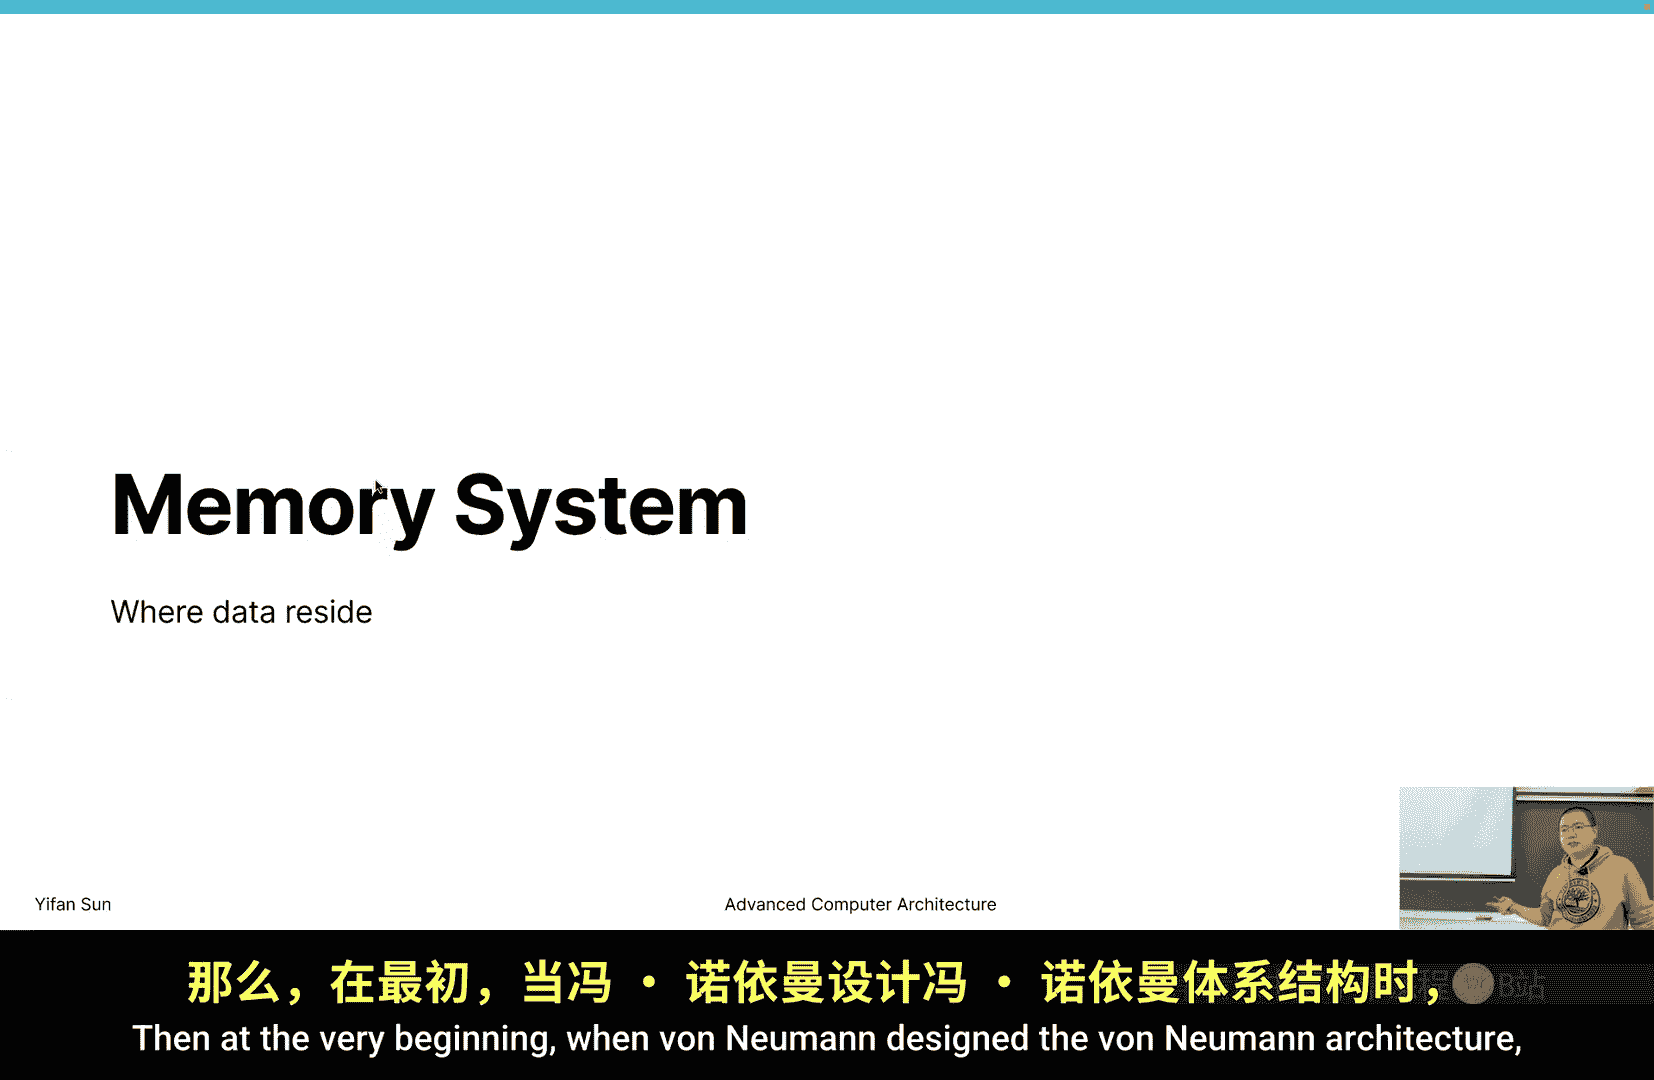 Memory System
Where data reside
Yifan Sun
Advanced Computer Architecture
那么，在最初，当冯 · 诺依曼设计冯 · 诺依曼体系结构时，
B站
Then at the very beginning, when von Neumann designed the von Neumann architecture,